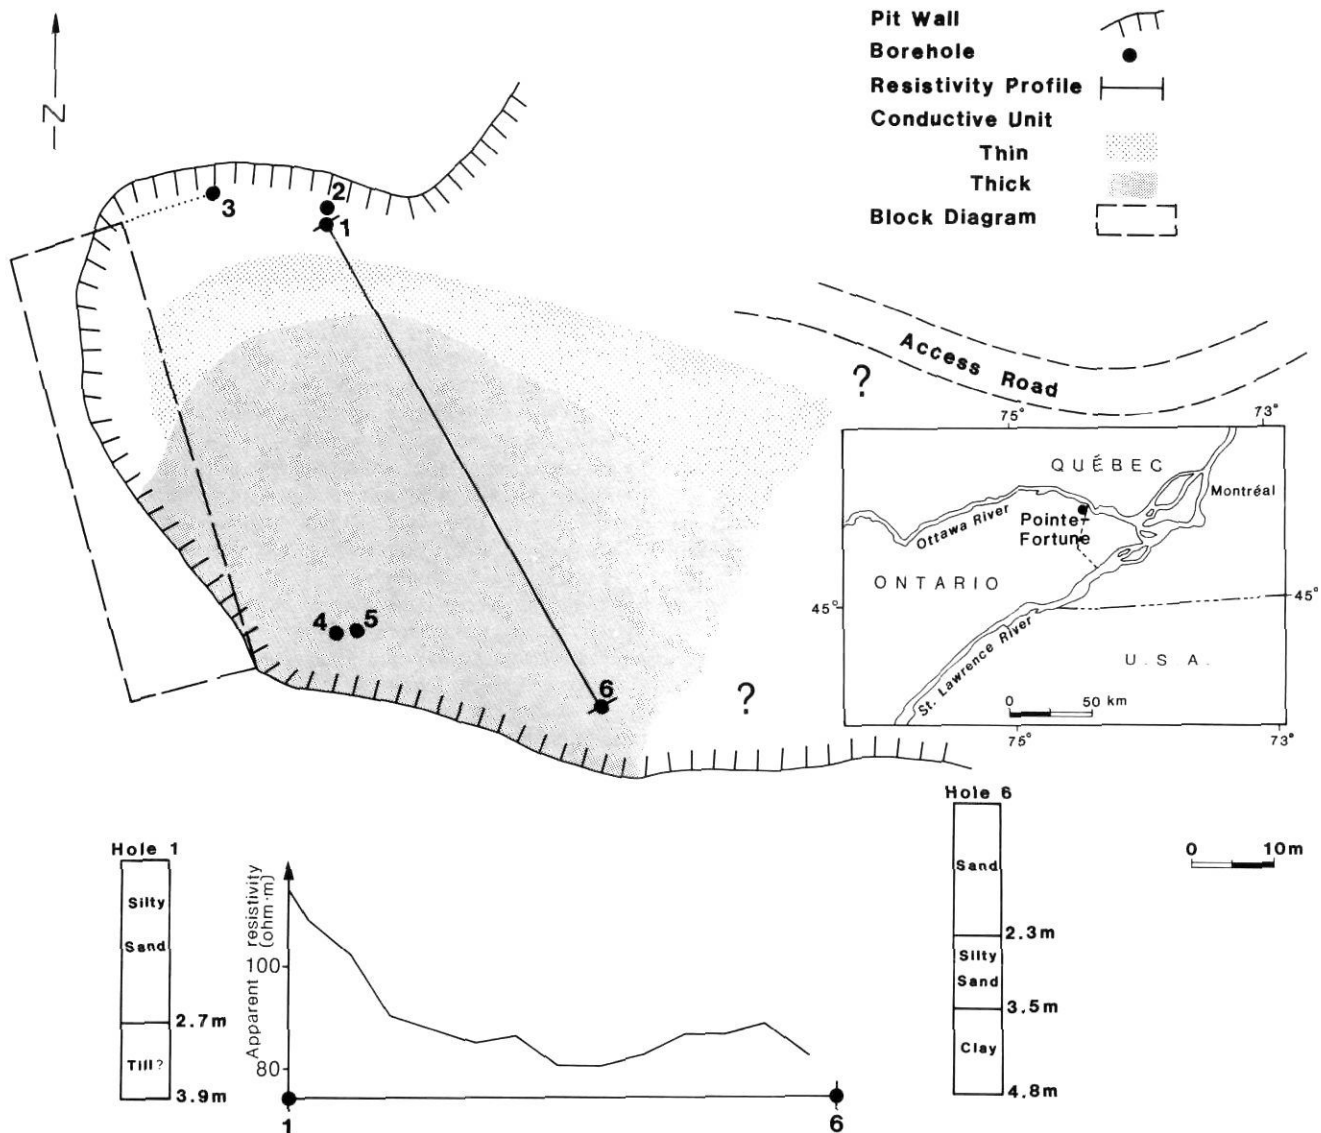 N
Pit Wall
Borehole
Resistivity Profile
Conductive Unit
Thin
Thick
Block Diagram
3
2
1
4
5
6
?
?
Access Road
75°
73°
QUÉBEC
Montréal
Ottawa River
Pointe-
Fortune
ONTARIO
45°
45°
St. Lawrence River
U.S.A.
0 50 km
75°
73°
Hole 1
Silty
Sand
2.7m
Till?
3.9m
Apparent resistivity
(ohm·m)
100
80
1
6
Hole 6
Sand
2.3m
Silty
Sand
3.5m
Clay
4.8m
0 10m